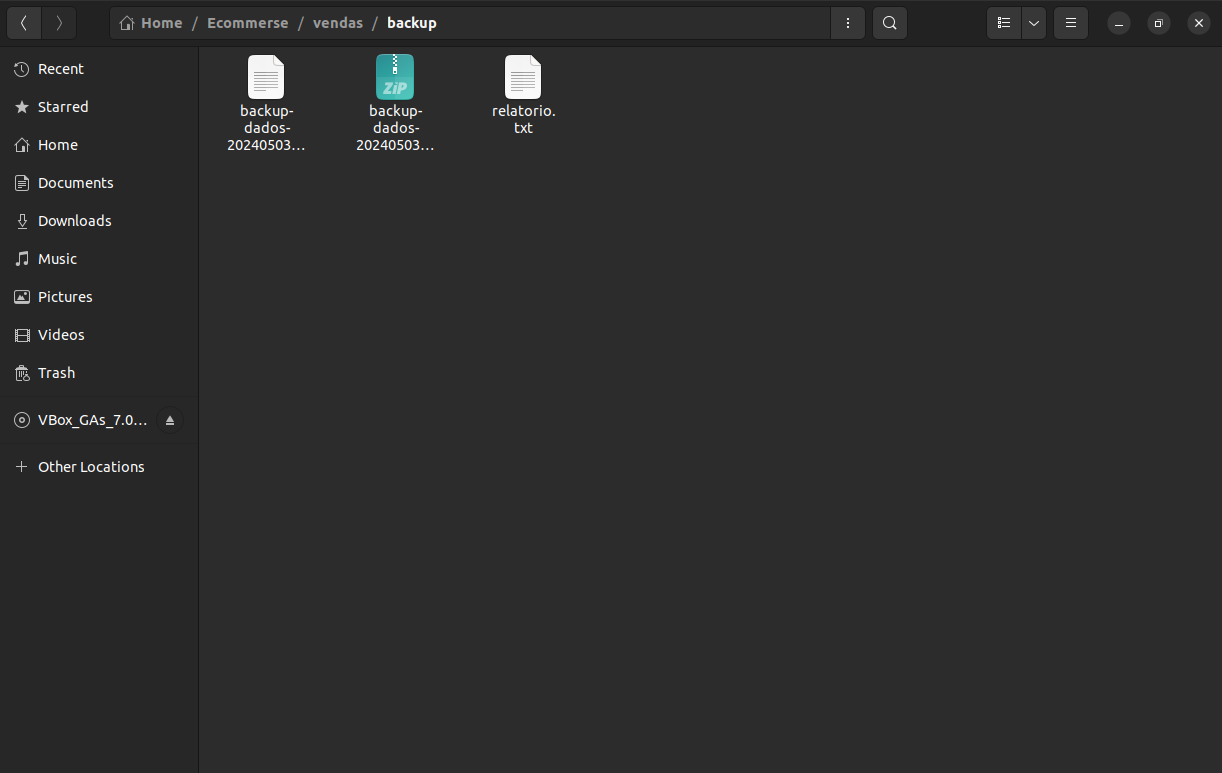 Home / Ecommerse / vendas / backup
Recent
Starred
Home
Documents
Downloads
Music
Pictures
Videos
Trash
VBox_GAs_7.0...
Other Locations
backup-
dados-
20240503...
ZiP
backup-
dados-
20240503...
relatorio.
txt